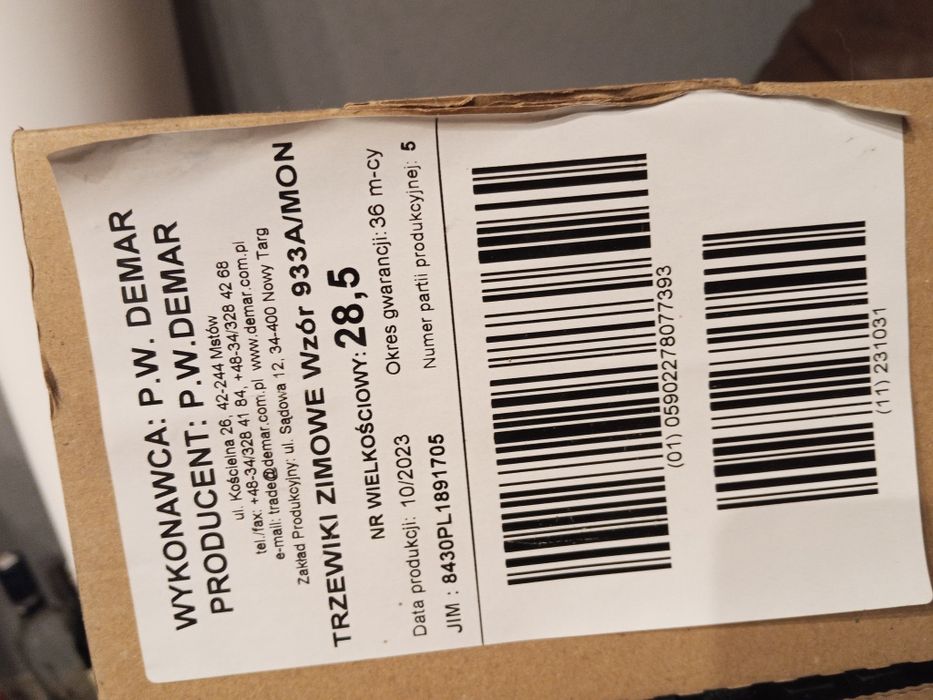 WYKONAWCA: P.W. DEMAR
PRODUCENT: P.W.DEMAR
ul. Kościelna 26, 42-244 Mstów
tel./fax: +48-34/328 41 84, +48-34/328 42 68
e-mail: trade@demar.com.pl www.demar.com.pl
Zakład Produkcyjny: ul. Sądowa 12, 34-400 Nowy Targ
TRZEWIKI ZIMOWE Wzór 933A/MON
NR WIELKOŚCIOWY: 28,5
Data produkcji: 10/2023 Okres gwarancji: 36 m-cy
JIM : 8430PL1891705 Numer partii produkcyjnej: 5
(01) 05902278077393
(11) 231031